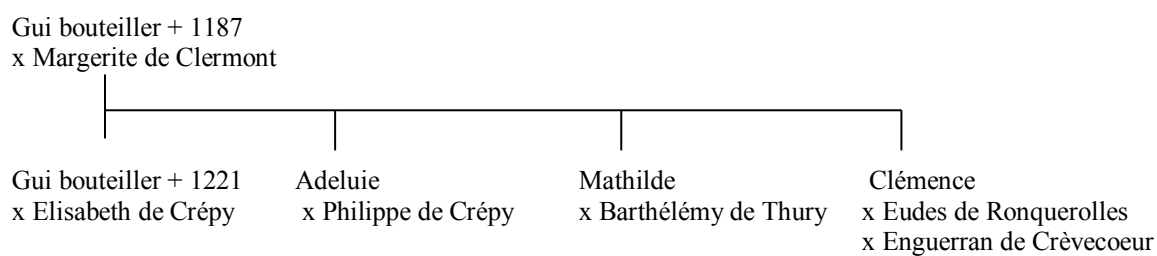 Gui bouteiller + 1187
x Margerite de Clermont
Gui bouteiller + 1221
x Elisabeth de Crépy
Adeluie
x Philippe de Crépy
Mathilde
x Barthélémy de Thury
Clémence
x Eudes de Ronquerolles
x Enguerran de Crèvecoeur